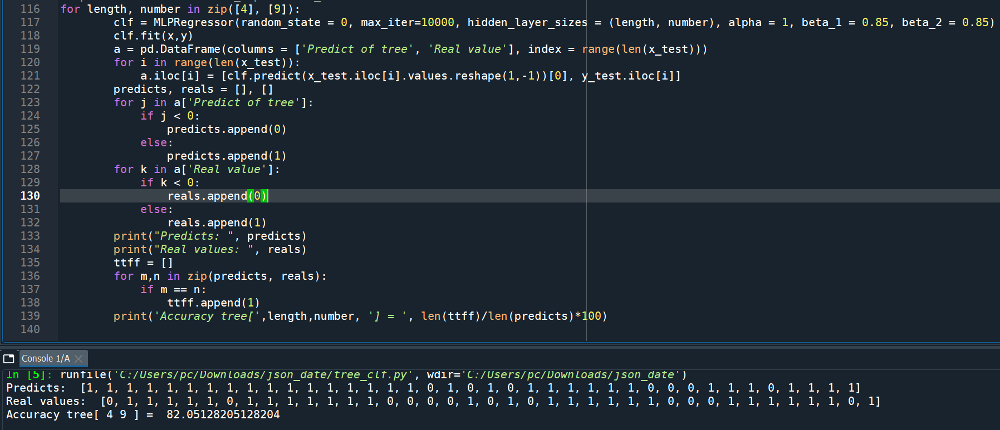 116 for length, number in zip([4], [9]):
117 clf = MLPRegressor(random_state = 0, max_iter=10000, hidden_layer_sizes = (length, number), alpha = 1, beta_1 = 0.85, beta_2 = 0.85)
118 clf.fit(x,y)
119 a = pd.DataFrame(columns = ['Predict of tree', 'Real value'], index = range(len(x_test)))
120 for i in range(len(x_test)):
121 a.iloc[i] = [clf.predict(x_test.iloc[i].values.reshape(1,-1))[0], y_test.iloc[i]]
122 predicts, reals = [], []
123 for j in a['Predict of tree']:
124 if j < 0:
125 predicts.append(0)
126 else:
127 predicts.append(1)
128 for k in a['Real value']:
129 if k < 0:
130 reals.append(0)
131 else:
132 reals.append(1)
133 print("Predicts: ", predicts)
134 print("Real values: ", reals)
135 ttff = []
136 for m,n in zip(predicts, reals):
137 if m == n:
138 ttff.append(1)
139 print('Accuracy tree[',length,number, '] = ', len(ttff)/len(predicts)*100)
140
Console 1/A
In [5]: runfile('C:/Users/pc/Downloads/json_date/tree_clf.py', wdir='C:/Users/pc/Downloads/json_date')
Predicts:  [1, 1, 1, 1, 1, 1, 1, 1, 1, 1, 1, 1, 1, 1, 1, 1, 1, 0, 1, 0, 1, 0, 1, 1, 1, 1, 1, 1, 0, 0, 0, 1, 1, 1, 0, 1, 1, 1, 1]
Real values:  [0, 1, 1, 1, 1, 1, 0, 1, 1, 1, 1, 1, 1, 1, 0, 0, 0, 0, 1, 0, 1, 0, 1, 1, 1, 1, 1, 1, 0, 0, 0, 1, 1, 1, 1, 1, 1, 0, 1]
Accuracy tree[ 4 9 ] =  82.05128205128204